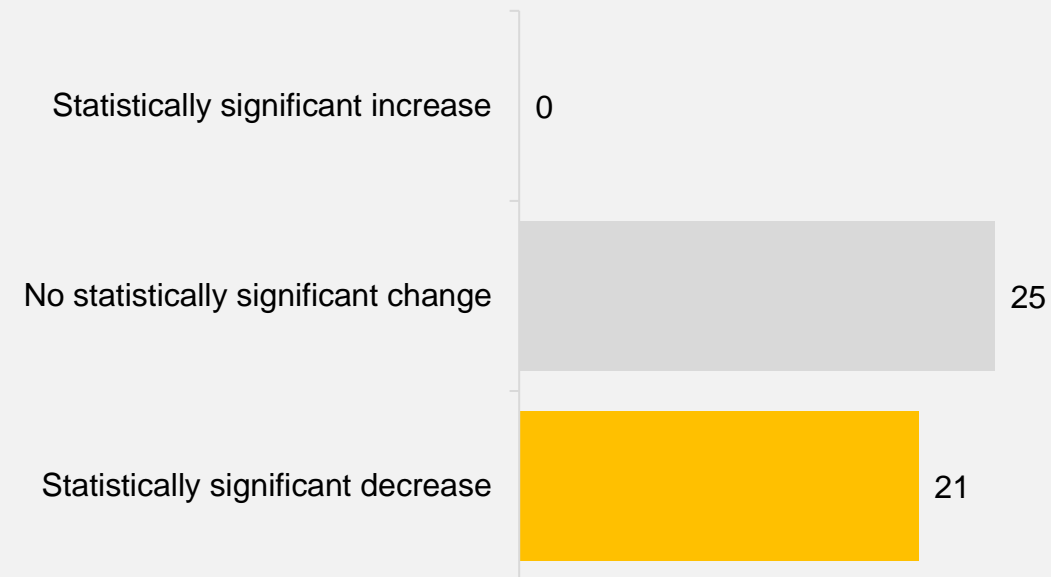 Statistically significant increase 0
No statistically significant change 25
Statistically significant decrease 21